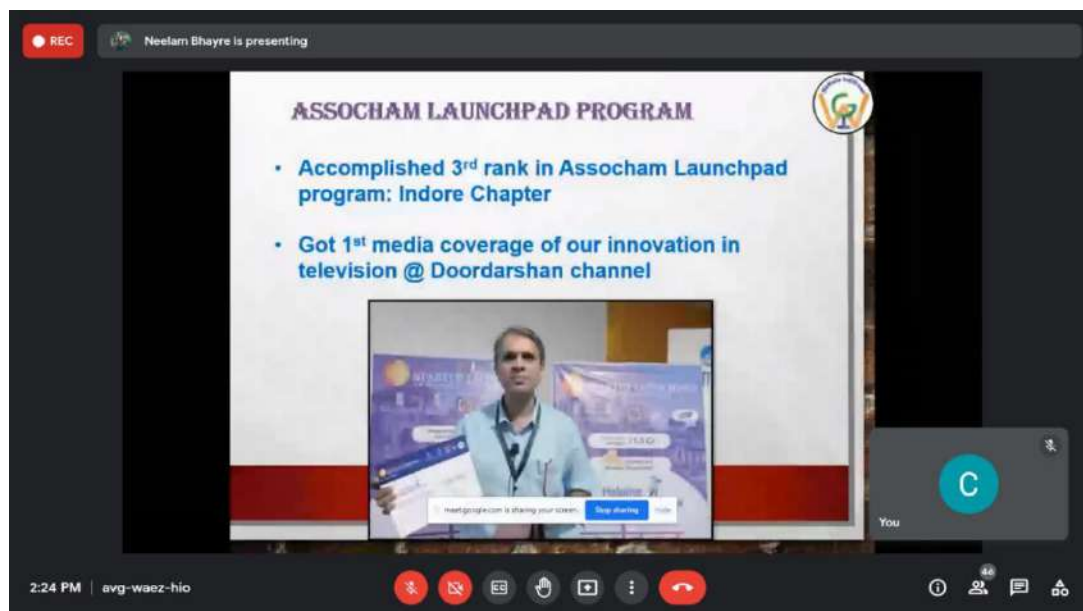 REC
Neelam Bhayre is presenting
ASSOCHAM LAUNCHPAD PROGRAM
• Accomplished 3rd rank in Assocham Launchpad
program: Indore Chapter
• Got 1st media coverage of our innovation in
television @ Doordarshan channel
meet.google.com is sharing your screen.
Stop sharing
Hide
C
You
2:24 PM | avg-waez-hio
CC
46